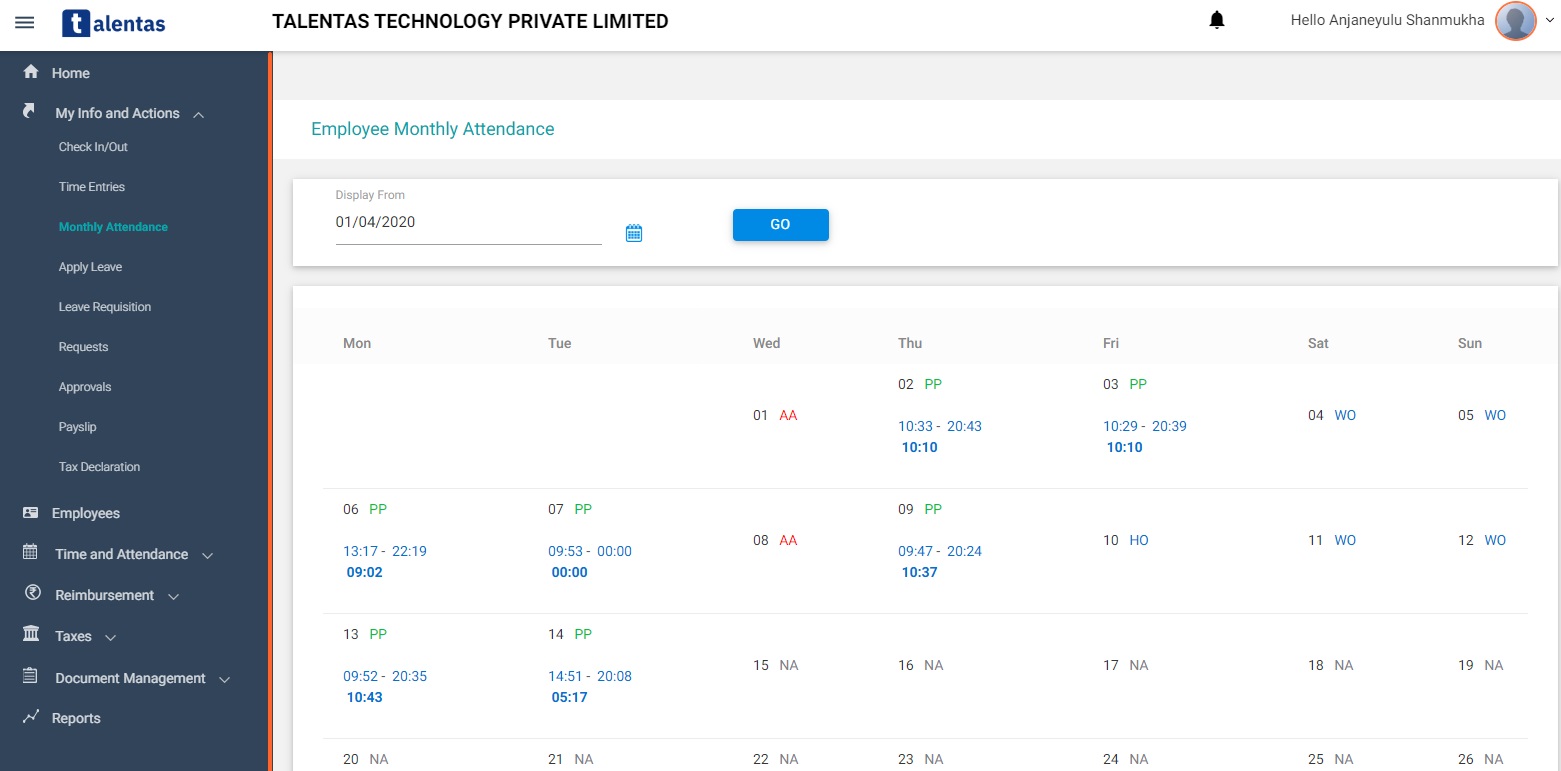 talentas
TALENTAS TECHNOLOGY PRIVATE LIMITED
Hello Anjaneyulu Shanmukha
Home
My Info and Actions
Check In/Out
Time Entries
Monthly Attendance
Apply Leave
Leave Requisition
Requests
Approvals
Payslip
Tax Declaration
Employees
Time and Attendance
Reimbursement
Taxes
Document Management
Reports
Employee Monthly Attendance
Display From
01/04/2020
GO
Mon Tue Wed Thu Fri Sat Sun
01 AA
02 PP
10:33 - 20:43
10:10
03 PP
10:29 - 20:39
10:10
04 WO
05 WO
06 PP
13:17 - 22:19
09:02
07 PP
09:53 - 00:00
00:00
08 AA
09 PP
09:47 - 20:24
10:37
10 HO
11 WO
12 WO
13 PP
09:52 - 20:35
10:43
14 PP
14:51 - 20:08
05:17
15 NA
16 NA
17 NA
18 NA
19 NA
20 NA
21 NA
22 NA
23 NA
24 NA
25 NA
26 NA